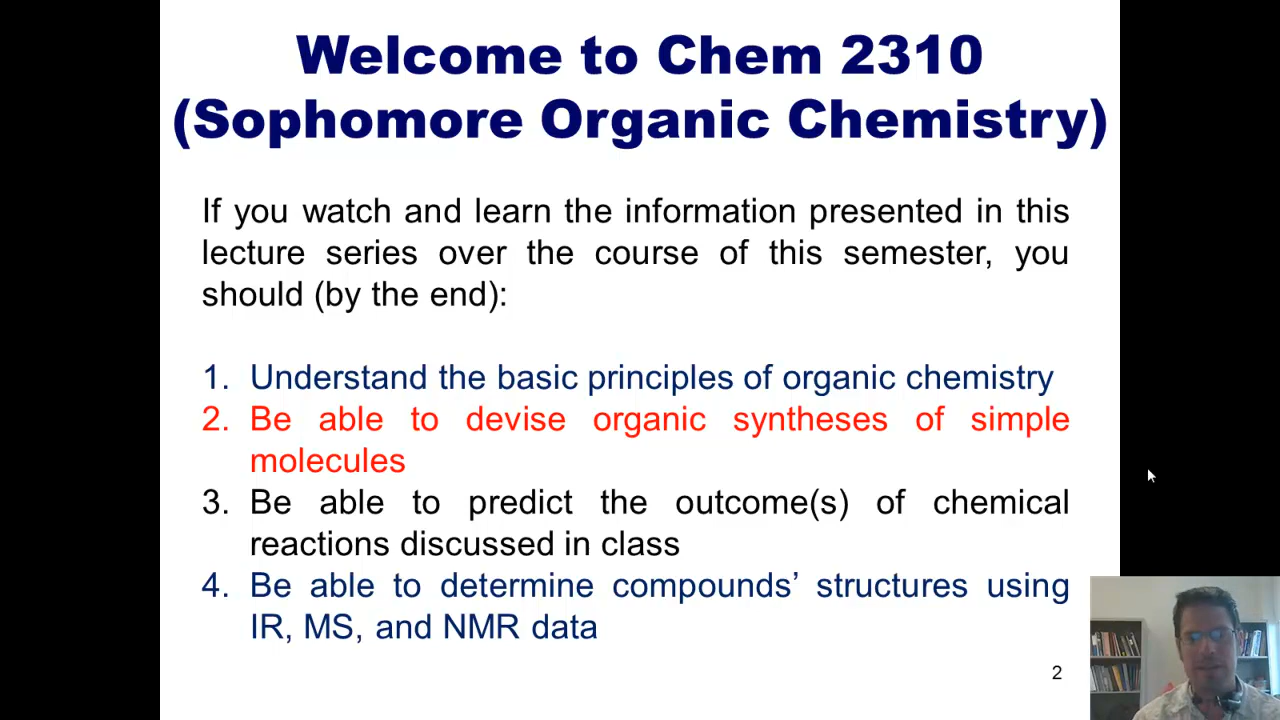 Welcome to Chem 2310
(Sophomore Organic Chemistry)
If you watch and learn the information presented in this
lecture series over the course of this semester, you
should (by the end):
1. Understand the basic principles of organic chemistry
2. Be able to devise organic syntheses of simple
molecules
3. Be able to predict the outcome(s) of chemical
reactions discussed in class
4. Be able to determine compounds’ structures using
IR, MS, and NMR data
2